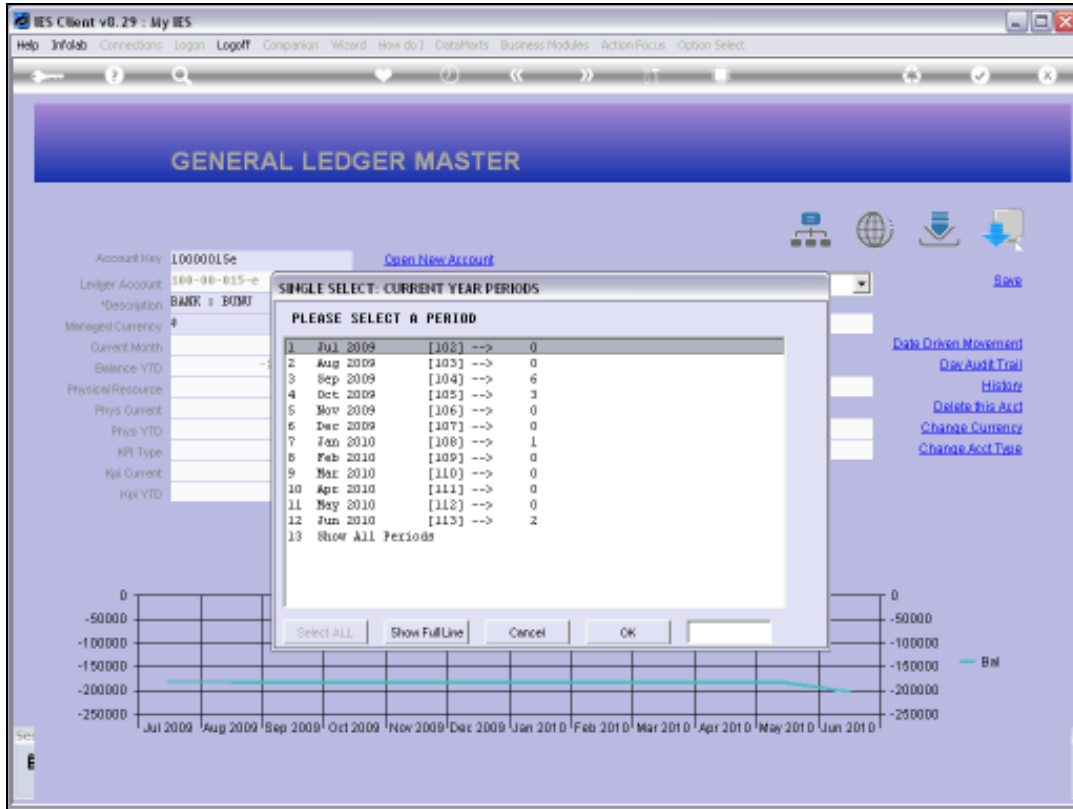 IES Client v8.29 : My IES
Help Infolab Connections Logon Logoff Companion Wizard How do I DataMarts Business Modules Action Focus Option Select
GENERAL LEDGER MASTER
Account Key 10000015e Open New Account
Ledger Account 100-00-015-e
Save
*Description BANK :
Managed Currency #
Current Month
Balance YTD
Physical Resource
Phys Current
Phys YTD
KPI Type
Kpi Current
Kpi YTD
Date Driven Movement
Day Audit Trail
History
Delete this Acct
Change Currency
Change Acct Type
SINGLE SELECT: CURRENT YEAR PERIODS
PLEASE SELECT A PERIOD
1 Jul 2009 [102] --> 0
2 Aug 2009 [103] --> 0
3 Sep 2009 [104] --> 6
4 Oct 2009 [105] --> 3
5 Nov 2009 [106] --> 0
6 Dec 2009 [107] --> 0
7 Jan 2010 [108] --> 1
8 Feb 2010 [109] --> 0
9 Mar 2010 [110] --> 0
10 Apr 2010 [111] --> 0
11 May 2010 [112] --> 0
12 Jun 2010 [113] --> 2
13 Show All Periods
Select ALL Show Full Line Cancel OK
0 0
-50000 -50000
-100000 -100000
-150000 -150000 Bal
-200000 -200000
-250000 -250000
Jul 2009 Aug 2009 Sep 2009 Oct 2009 Nov 2009 Dec 2009 Jan 2010 Feb 2010 Mar 2010 Apr 2010 May 2010 Jun 2010